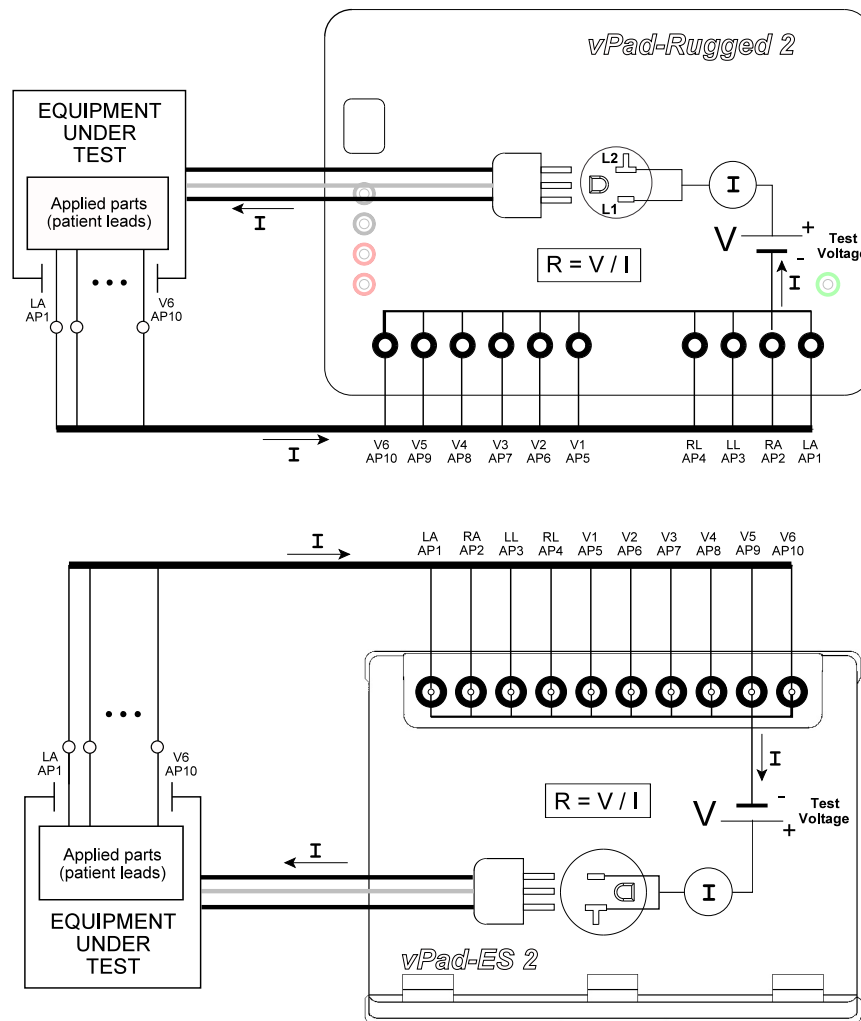 vPad-Rugged 2
EQUIPMENT
UNDER
TEST
Applied parts
(patient leads)
I
L2
L1
I
V
+
-
Test
Voltage
I
R = V / I
LA
AP1
V6
AP10
I
V6 V5 V4 V3 V2 V1 RL LL RA LA
AP10 AP9 AP8 AP7 AP6 AP5 AP4 AP3 AP2 AP1
I
LA RA LL RL V1 V2 V3 V4 V5 V6
AP1 AP2 AP3 AP4 AP5 AP6 AP7 AP8 AP9 AP10
LA
AP1
V6
AP10
I
R = V / I
V
-
+
Test
Voltage
Applied parts
(patient leads)
I
I
EQUIPMENT
UNDER
TEST
vPad-ES 2